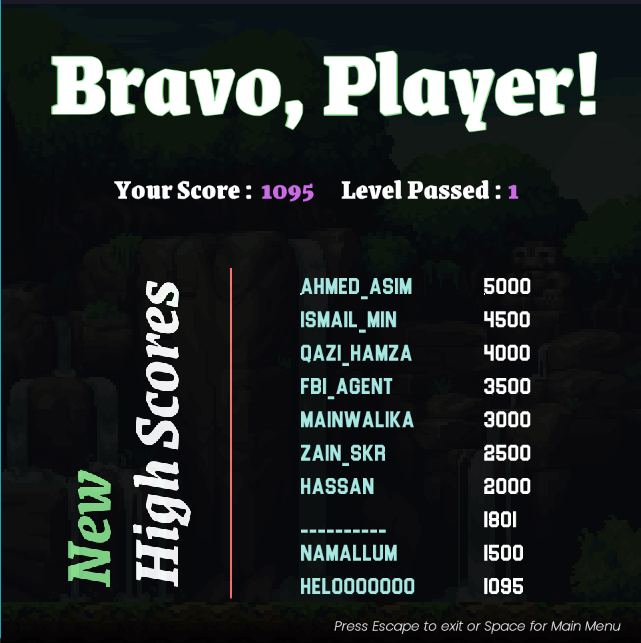 Bravo, Player!
Your Score : 1095 Level Passed : 1
New
High Scores
AHMED_ASIM 5000
ISMAIL_MIN 4500
QAZI_HAMZA 4000
FBI_AGENT 3500
MAINWALIKA 3000
ZAIN_SKR 2500
HASSAN 2000
__________ 1801
NAMALLUM 1500
HELOOOOOOO 1095
Press Escape to exit or Space for Main Menu